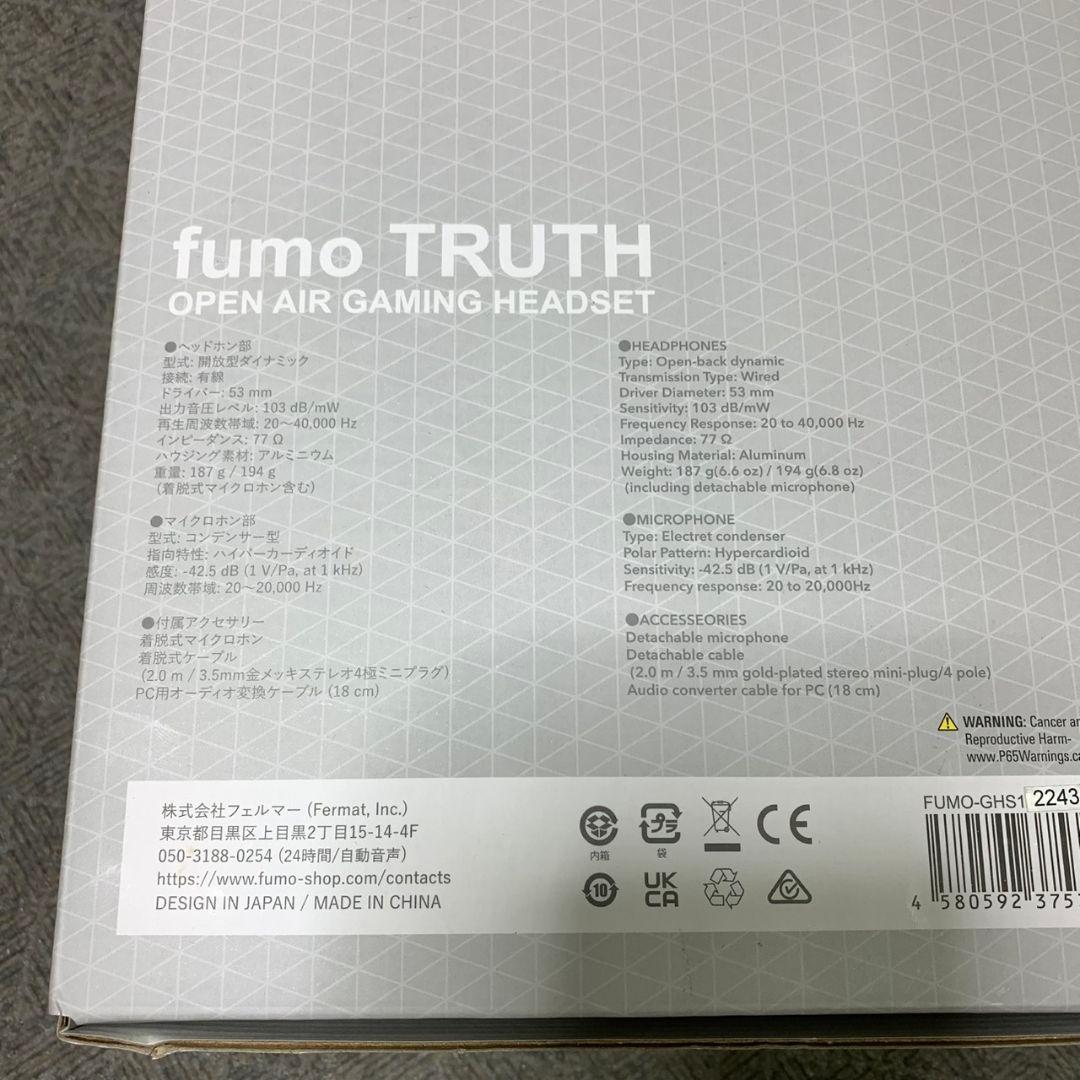 fumo TRUTH
OPEN AIR GAMING HEADSET
●ヘッドホン部
型式: 開放型ダイナミック
接続: 有線
ドライバー: 53 mm
出力音圧レベル: 103 dB/mW
再生周波数帯域: 20〜40,000 Hz
インピーダンス: 77 Ω
ハウジング素材: アルミニウム
重量: 187 g / 194 g
(着脱式マイクロホン含む)
●マイクロホン部
型式: コンデンサー型
指向特性: ハイパーカーディオイド
感度: -42.5 dB (1 V/Pa, at 1 kHz)
周波数帯域: 20〜20,000 Hz
●付属アクセサリー
着脱式マイクロホン
着脱式ケーブル
(2.0 m / 3.5mm金メッキステレオ4極ミニプラグ)
PC用オーディオ変換ケーブル (18 cm)
●HEADPHONES
Type: Open-back dynamic
Transmission Type: Wired
Driver Diameter: 53 mm
Sensitivity: 103 dB/mW
Frequency Response: 20 to 40,000 Hz
Impedance: 77 Ω
Housing Material: Aluminum
Weight: 187 g(6.6 oz) / 194 g(6.8 oz)
(including detachable microphone)
●MICROPHONE
Type: Electret condenser
Polar Pattern: Hypercardioid
Sensitivity: -42.5 dB (1 V/Pa, at 1 kHz)
Frequency response: 20 to 20,000Hz
●ACCESSEORIES
Detachable microphone
Detachable cable
(2.0 m / 3.5 mm gold-plated stereo mini-plug/4 pole)
Audio converter cable for PC (18 cm)
WARNING: Cancer an
Reproductive Harm-
www.P65Warnings.ca
株式会社フェルマー (Fermat, Inc.)
東京都目黒区上目黒2丁目15-14-4F
050-3188-0254 (24時間/自動音声)
https://www.fumo-shop.com/contacts
DESIGN IN JAPAN / MADE IN CHINA
内箱
プラ
袋
CE
10
UK
CA
FUMO-GHS1
2243
4 580592 3757